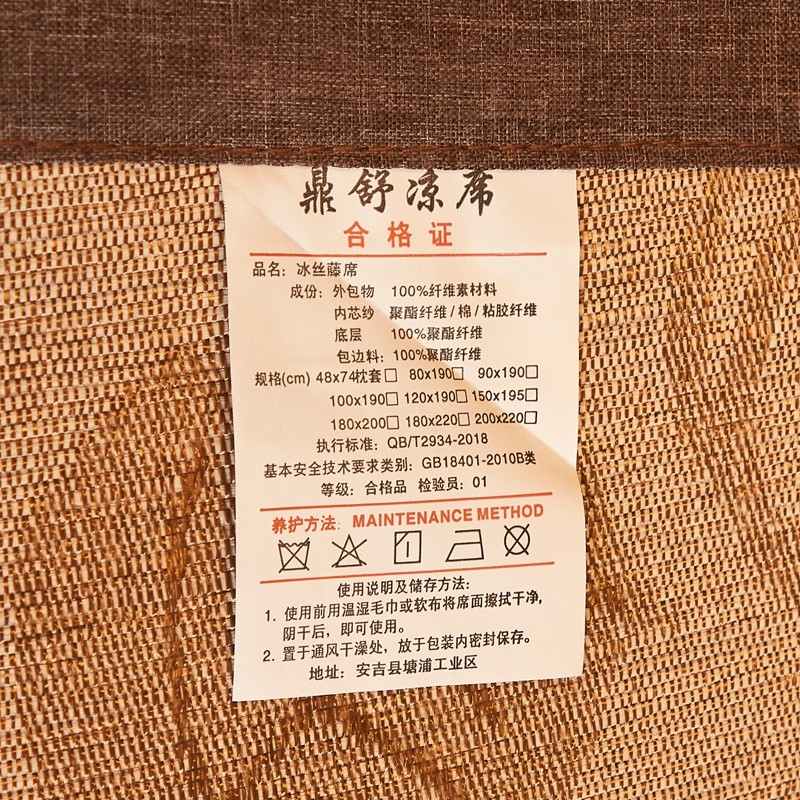 鼎舒凉席
合格证
品名：冰丝藤席
成份：外包物 100%纤维素材料
内芯纱 聚酯纤维/棉/粘胶纤维
底层 100%聚酯纤维
包边料：100%聚酯纤维
规格(cm) 48x74枕套□ 80x190□ 90x190□
100x190□ 120x190□ 150x195□
180x200□ 180x220□ 200x220□
执行标准：QB/T2934-2018
基本安全技术要求类别：GB18401-2010B类
等级：合格品 检验员：01
养护方法：MAINTENANCE METHOD
使用说明及储存方法：
1. 使用前用温湿毛巾或软布将席面擦拭干净，
阴干后，即可使用。
2. 置于通风干燥处，放于包装内密封保存。
地址：安吉县塘浦工业区